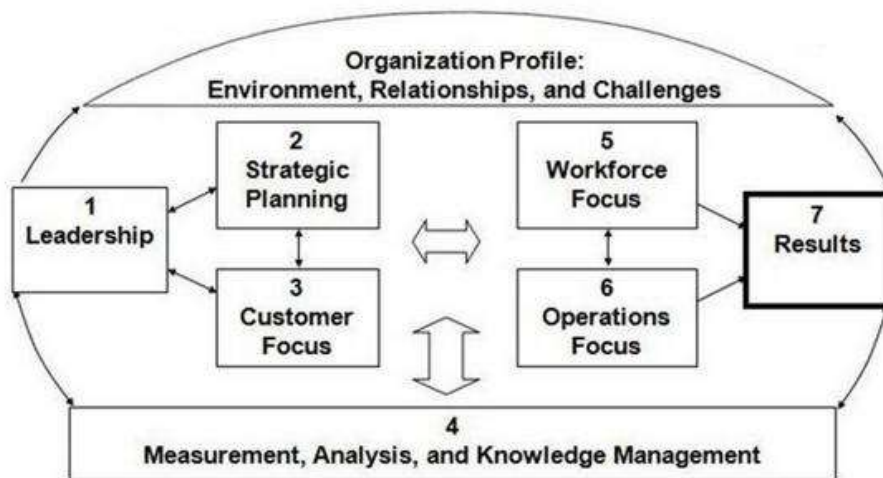 Organization Profile:
Environment, Relationships, and Challenges
2
Strategic
Planning
5
Workforce
Focus
1
Leadership
7
Results
3
Customer
Focus
6
Operations
Focus
4
Measurement, Analysis, and Knowledge Management